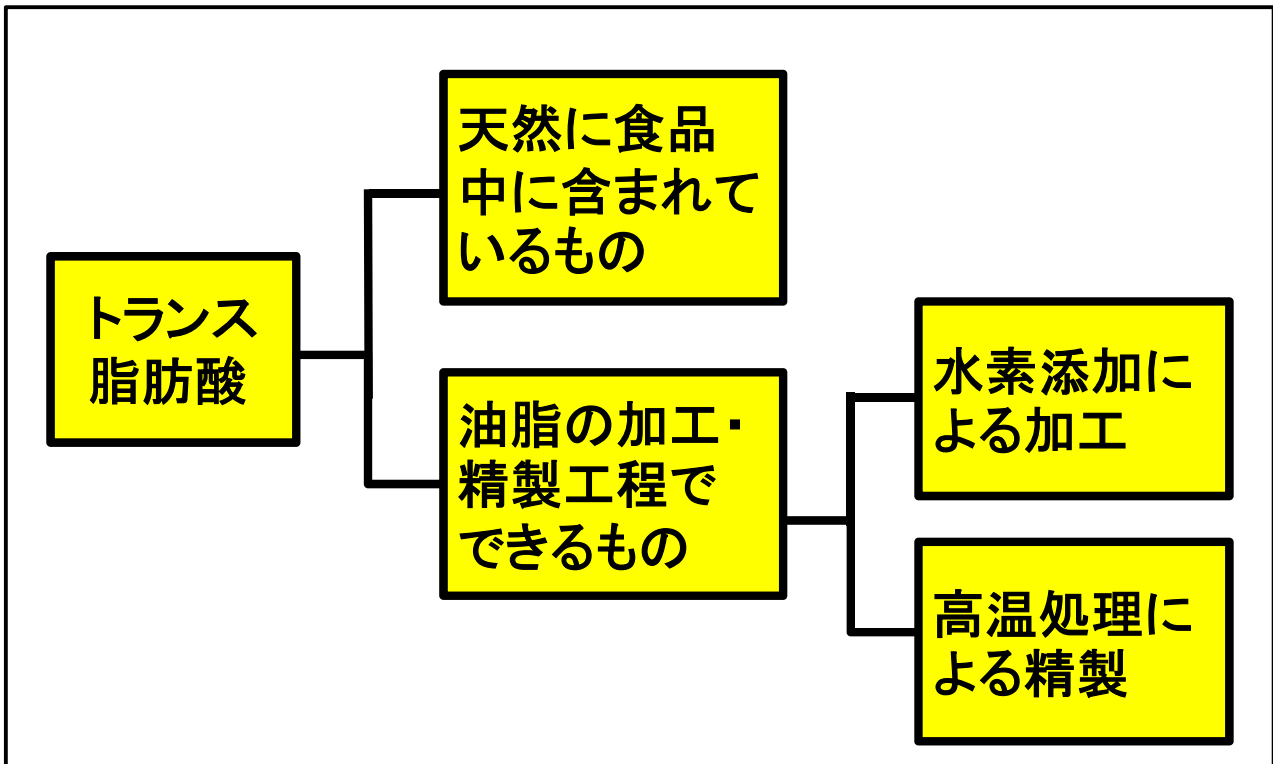 トランス
脂肪酸
天然に食品
中に含まれて
いるもの
油脂の加工・
精製工程で
できるもの
水素添加に
よる加工
高温処理に
よる精製